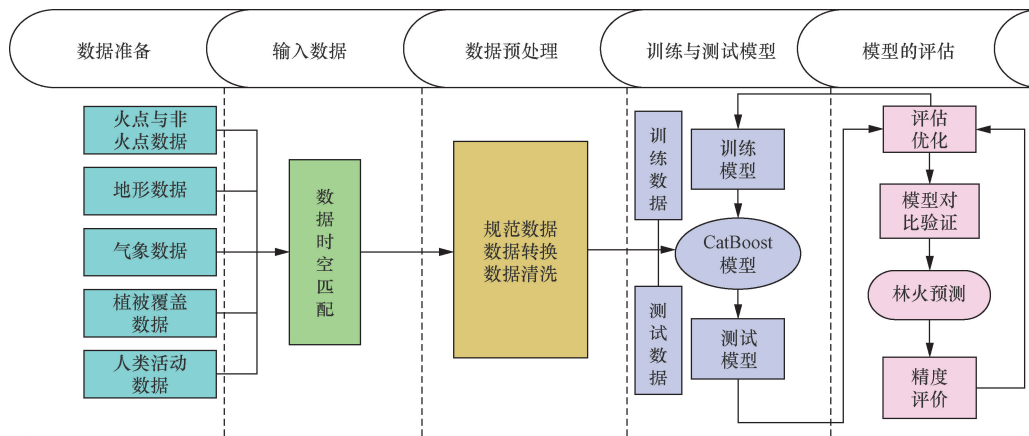 数据准备
输入数据
数据预处理
训练与测试模型
模型的评估
火点与非
火点数据
地形数据
气象数据
植被覆盖
数据
人类活动
数据
数
据
时
空
匹
配
规范数据
数据转换
数据清洗
训
练
数
据
测
试
数
据
训练
模型
CatBoost
模型
测试
模型
评估
优化
模型对
比验证
林火预测
精度
评价